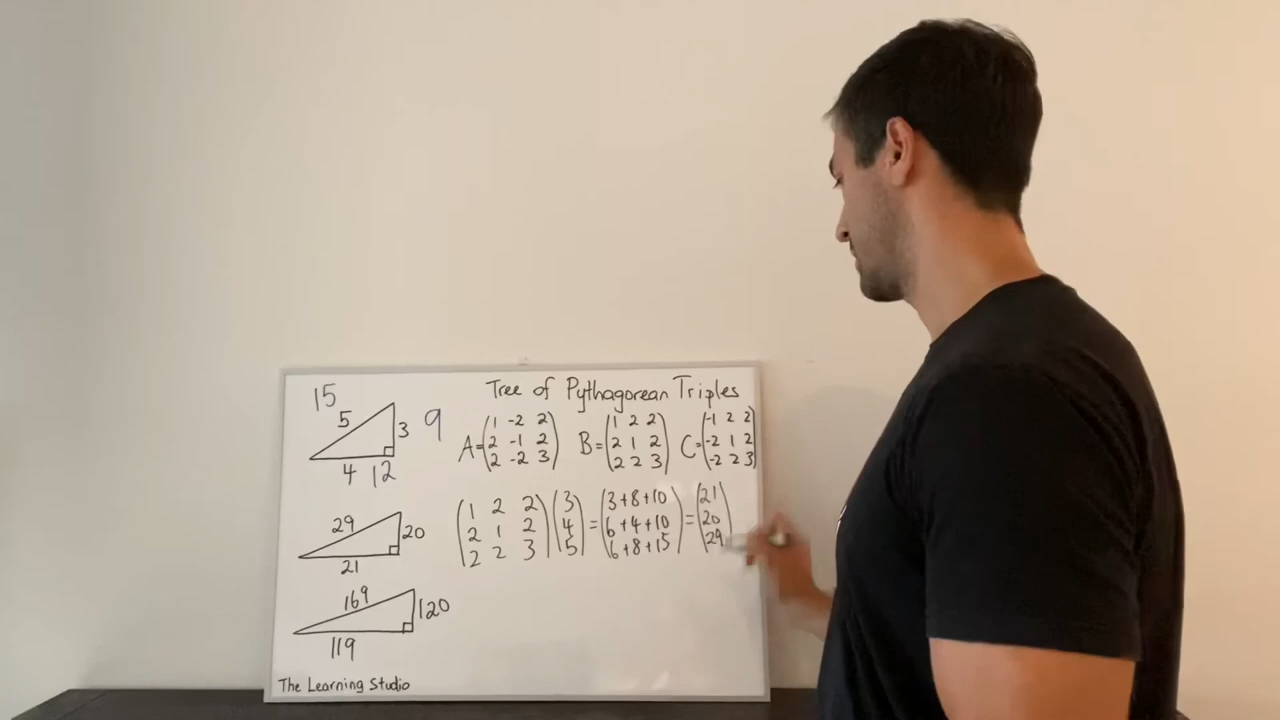 Tree of Pythagorean Triples
15
5
3 9
4 12
A = (1 -2 2
2 -1 2
2 -2 3)
B = (1 2 2
2 1 2
2 2 3)
C = (-1 2 2
-2 1 2
-2 2 3)
(1 2 2
2 1 2
2 2 3)
(3
4
5)
= (3+8+10
6+4+10
6+8+15)
= (21
20
29)
29
20
21
169
120
119
The Learning Studio